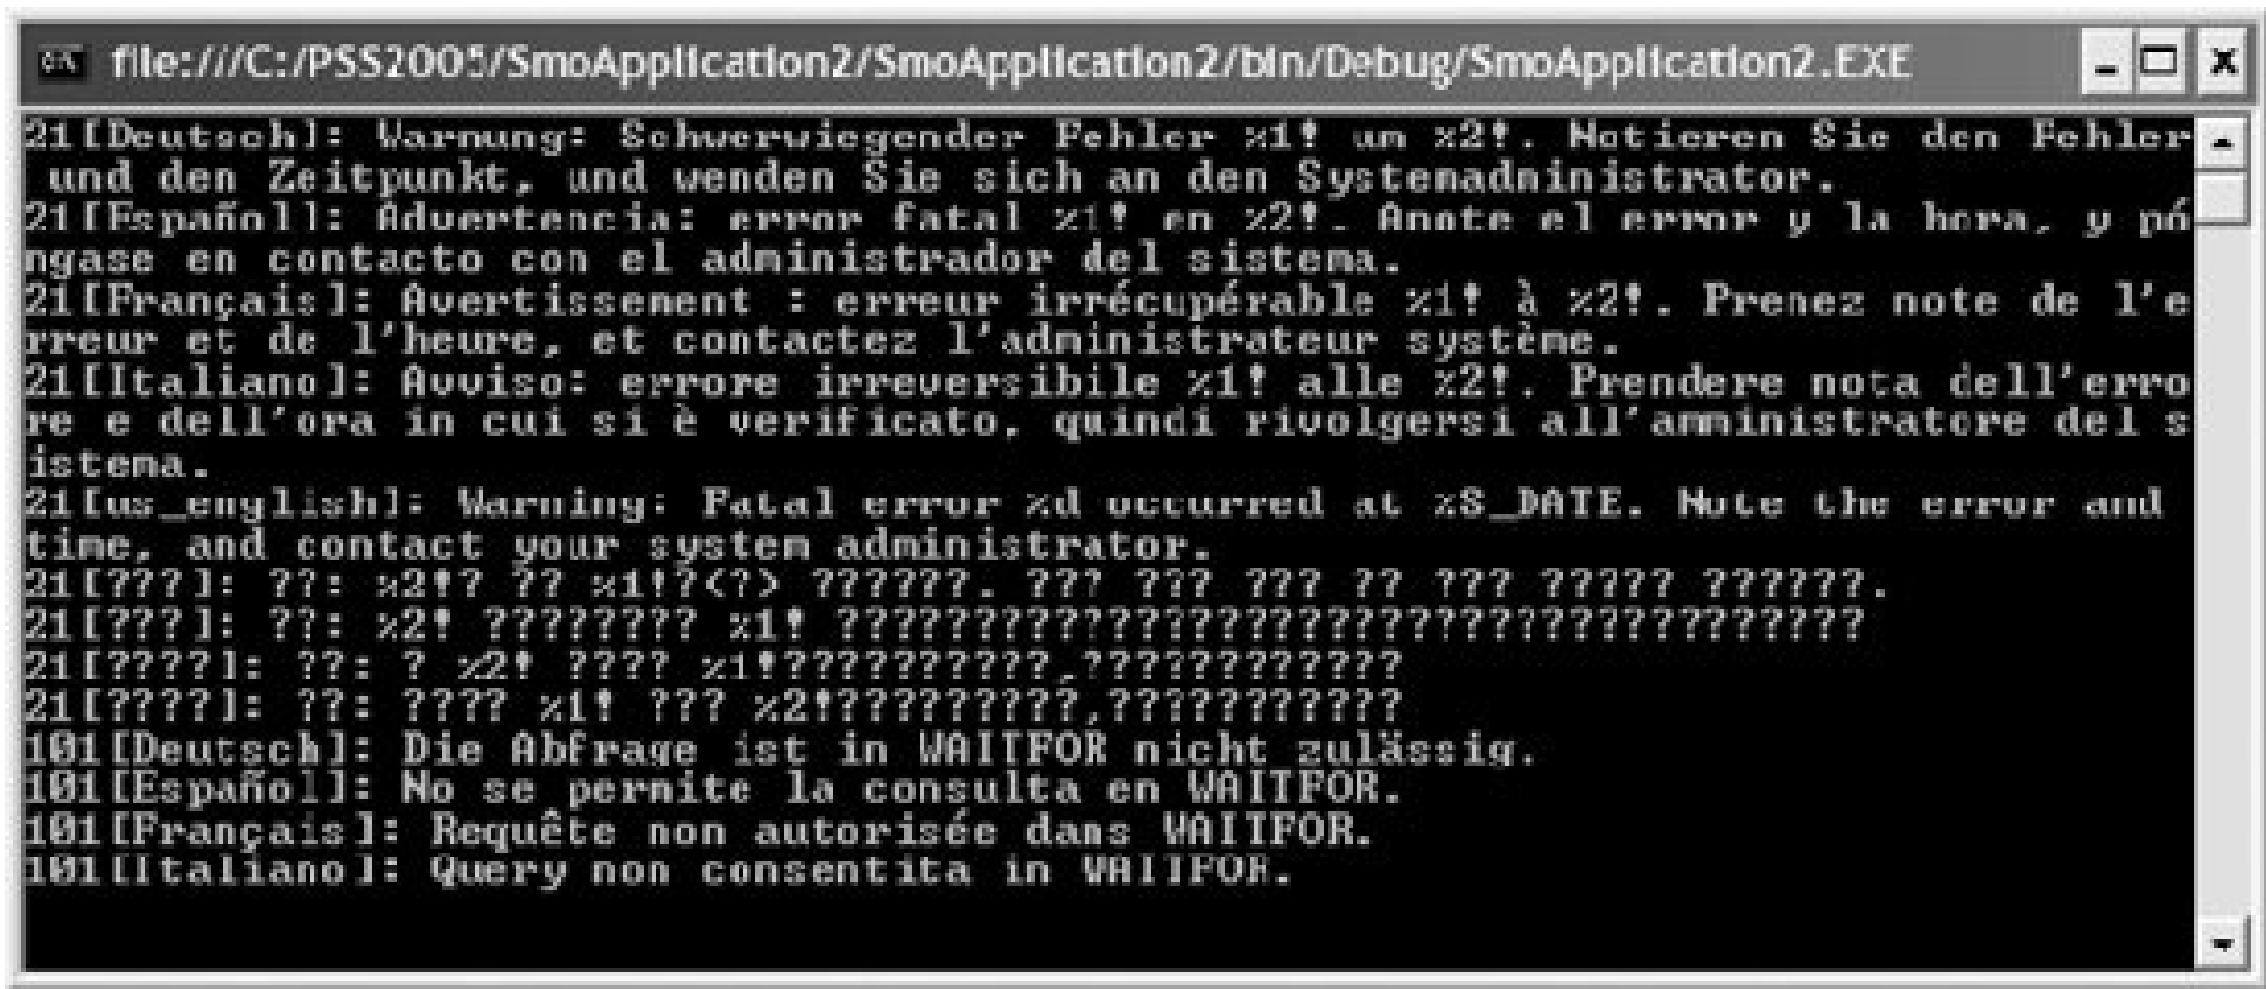 file:///C:/PSS2005/SmoApplication2/SmoApplication2/bin/Debug/SmoApplication2.EXE
21[Deutsch]: Warnung: Schwerwiegender Fehler %1! um %2!. Notieren Sie den Fehler
und den Zeitpunkt, und wenden Sie sich an den Systemadministrator.
21[Español]: Advertencia: error fatal %1! en %2!. Anote el error y la hora, y pó
ngase en contacto con el administrador del sistema.
21[Français]: Avertissement : erreur irrécupérable %1! à %2!. Prenez note de l'e
rreur et de l'heure, et contactez l'administrateur système.
21[Italiano]: Avviso: errore irreversibile %1! alle %2!. Prendere nota dell'erro
re e dell'ora in cui si è verificato, quindi rivolgersi all'amministratore del s
istema.
21[us_english]: Warning: Fatal error %d occurred at %S_DATE. Note the error and
time, and contact your system administrator.
21[???]: ??: %2!? ?? %1!?(?) ??????. ??? ??? ??? ?? ??? ????? ??????.
21[???]: ??: %2! ???????? %1! ??????????????????????????????????????
21[????]: ??: ? %2! ???? %1!??????????,????????????
21[????]: ??: ???? %1! ??? %2!??????????,???????????
101[Deutsch]: Die Abfrage ist in WAITFOR nicht zulässig.
101[Español]: No se permite la consulta en WAITFOR.
101[Français]: Requête non autorisée dans WAITFOR.
101[Italiano]: Query non consentita in WAITFOR.